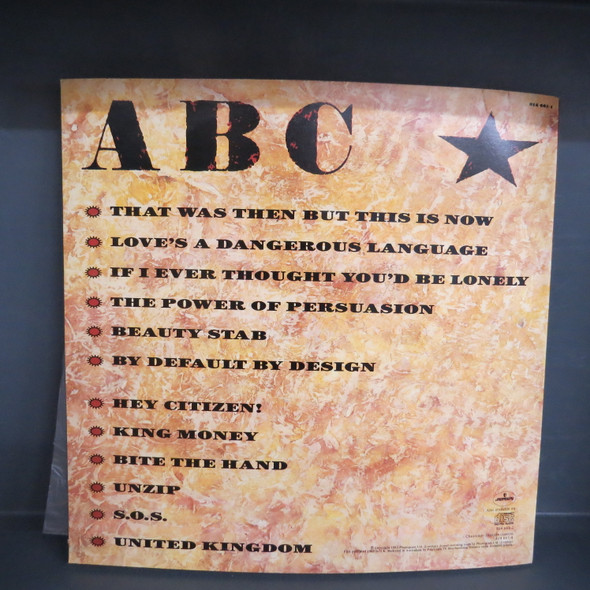 ABC
THAT WAS THEN BUT THIS IS NOW
LOVE'S A DANGEROUS LANGUAGE
IF I EVER THOUGHT YOU'D BE LONELY
THE POWER OF PERSUASION
BEAUTY STAB
BY DEFAULT BY DESIGN
HEY CITIZEN!
KING MONEY
BITE THE HAND
UNZIP
S.O.S.
UNITED KINGDOM